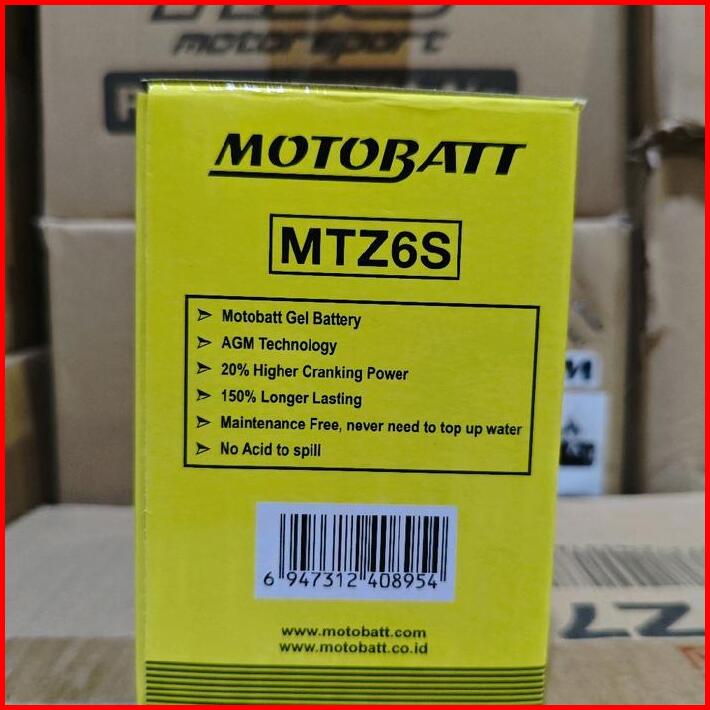 motorsport
MOTOBATT
MTZ6S
Motobatt Gel Battery
AGM Technology
20% Higher Cranking Power
150% Longer Lasting
Maintenance Free, never need to top up water
No Acid to spill
6 947312 408954
www.motobatt.com
www.motobatt.co.id